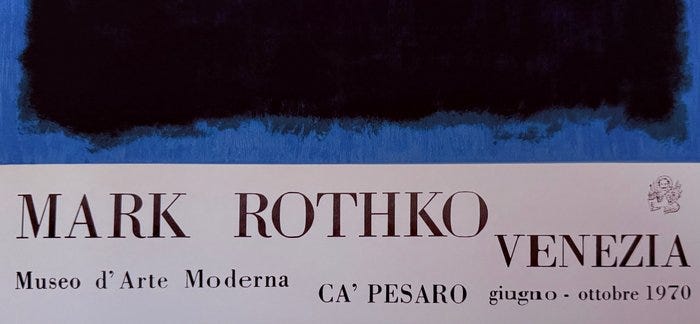 MARK ROTHKO
VENEZIA
Museo d'Arte Moderna CA' PESARO giugno - ottobre 1970